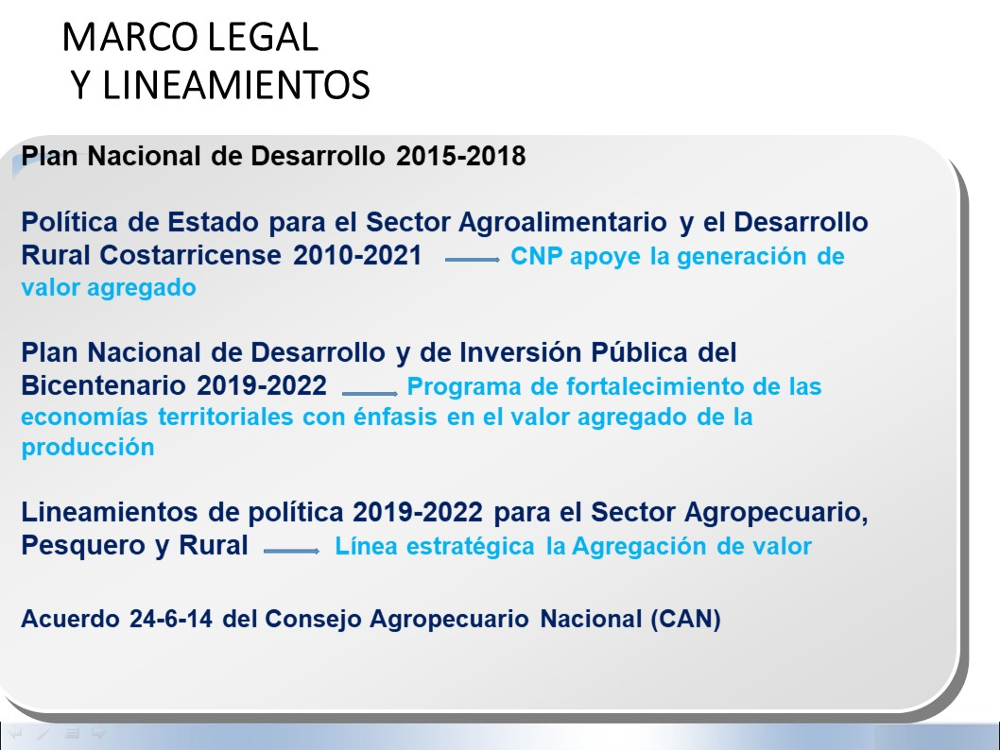 MARCO LEGAL
Y LINEAMIENTOS
Plan Nacional de Desarrollo 2015-2018
Política de Estado para el Sector Agroalimentario y el Desarrollo
Rural Costarricense 2010-2021 CNP apoye la generación de
valor agregado
Plan Nacional de Desarrollo y de Inversión Pública del
Bicentenario 2019-2022 Programa de fortalecimiento de las
economías territoriales con énfasis en el valor agregado de la
producción
Lineamientos de política 2019-2022 para el Sector Agropecuario,
Pesquero y Rural Línea estratégica la Agregación de valor
Acuerdo 24-6-14 del Consejo Agropecuario Nacional (CAN)